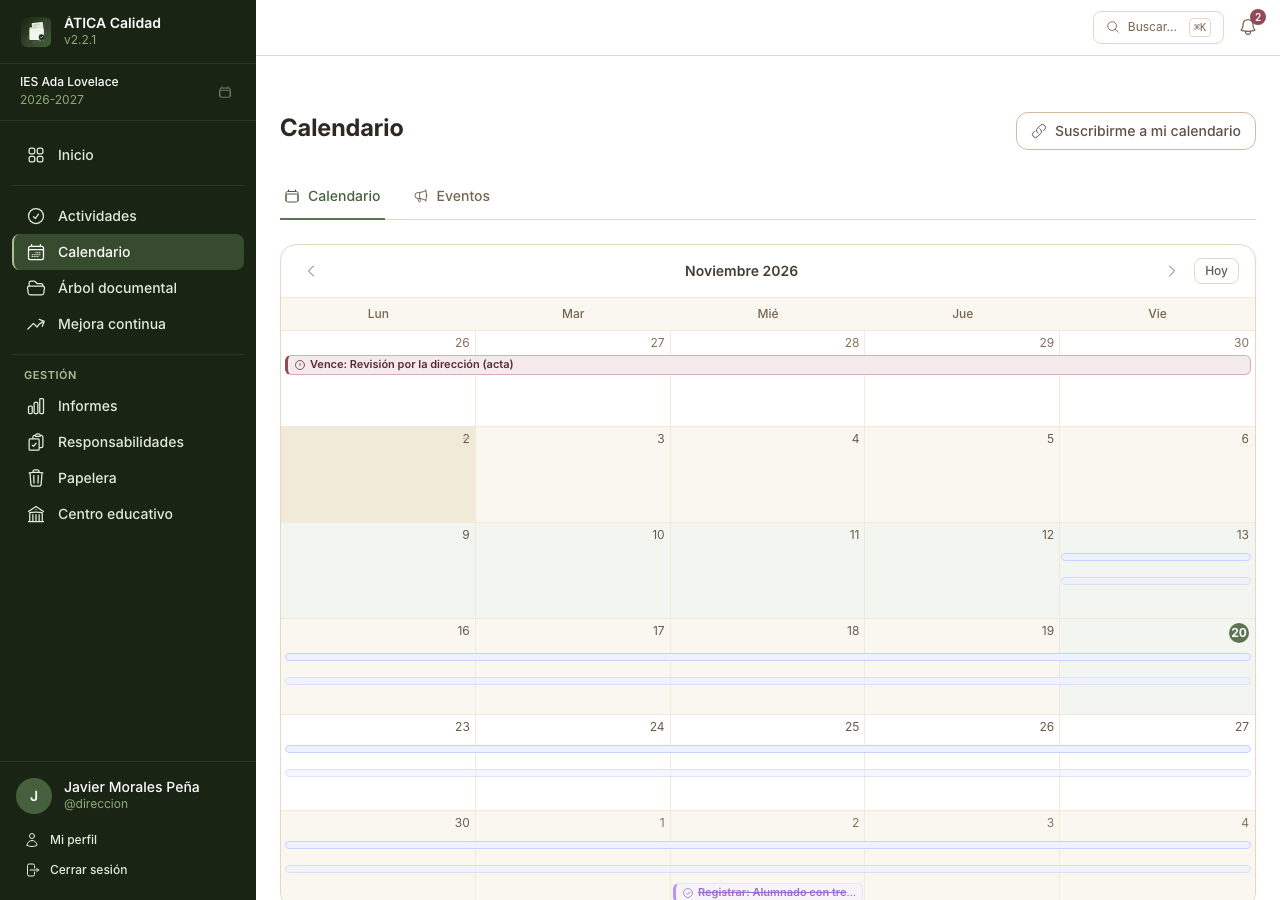 ÁTICA Calidad
v2.2.1
IES Ada Lovelace
2026-2027
Inicio
Actividades
Calendario
Árbol documental
Mejora continua
GESTIÓN
Informes
Responsabilidades
Papelera
Centro educativo
J
Javier Morales Peña
@direccion
Mi perfil
Cerrar sesión
Buscar...
⌘K
2
Calendario
Suscribirme a mi calendario
Calendario
Eventos
Noviembre 2026
Hoy
Lun Mar Mié Jue Vie
26 27 28 29 30
Vence: Revisión por la dirección (acta)
2 3 4 5 6
9 10 11 12 13
16 17 18 19 20
23 24 25 26 27
30 1 2 3 4
Registrar: Alumnado con tre...